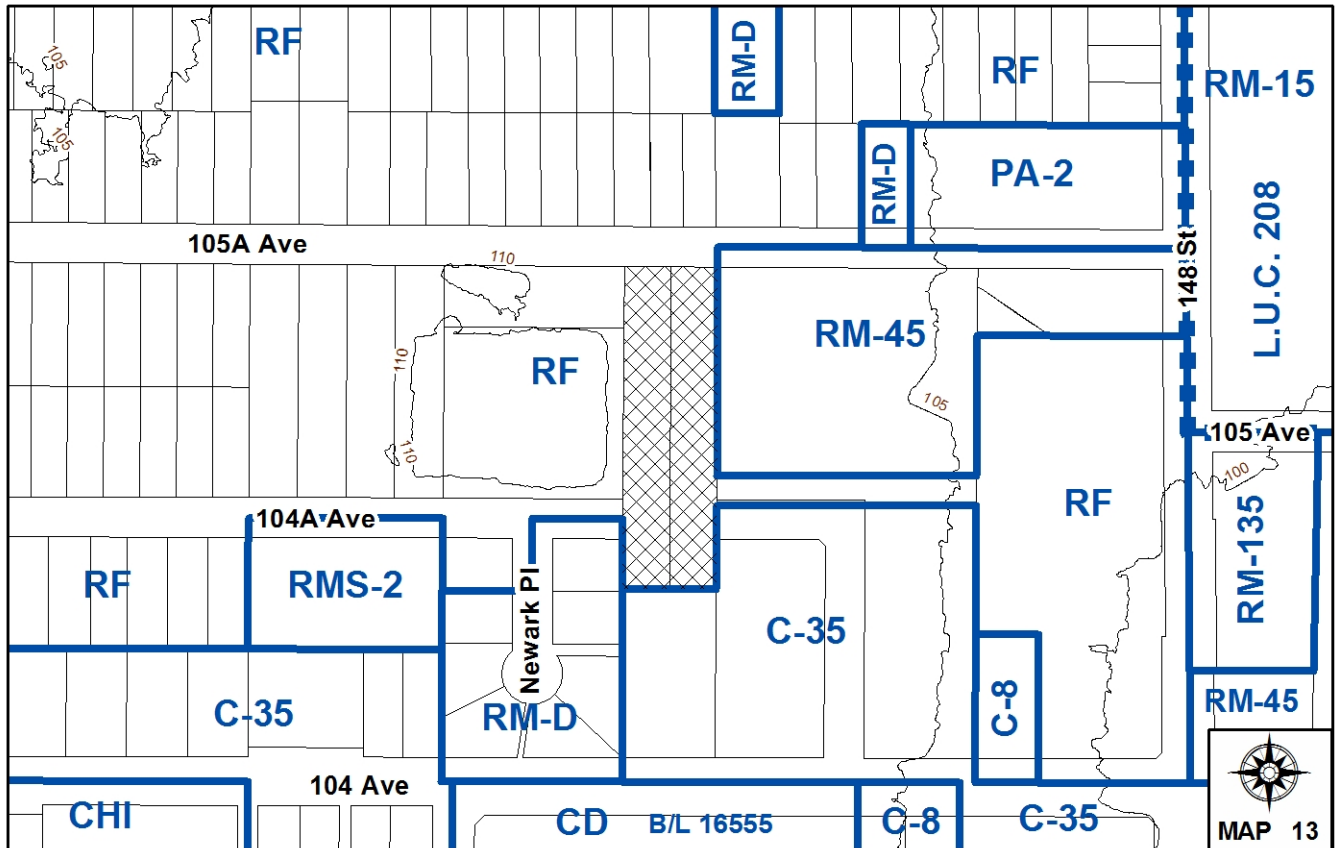 RF
RM-D
RF
RM-15
105
105
RM-D
PA-2
L.U.C. 208
105A Ave
110
148 St
RM-45
RF
110
105
110
105 Ave
100
104A Ave
RF
RM-135
RF
RMS-2
Newark Pl
C-35
C-8
C-35
RM-D
RM-45
104 Ave
CHI
CD B/L 16555
C-8
C-35
MAP 13